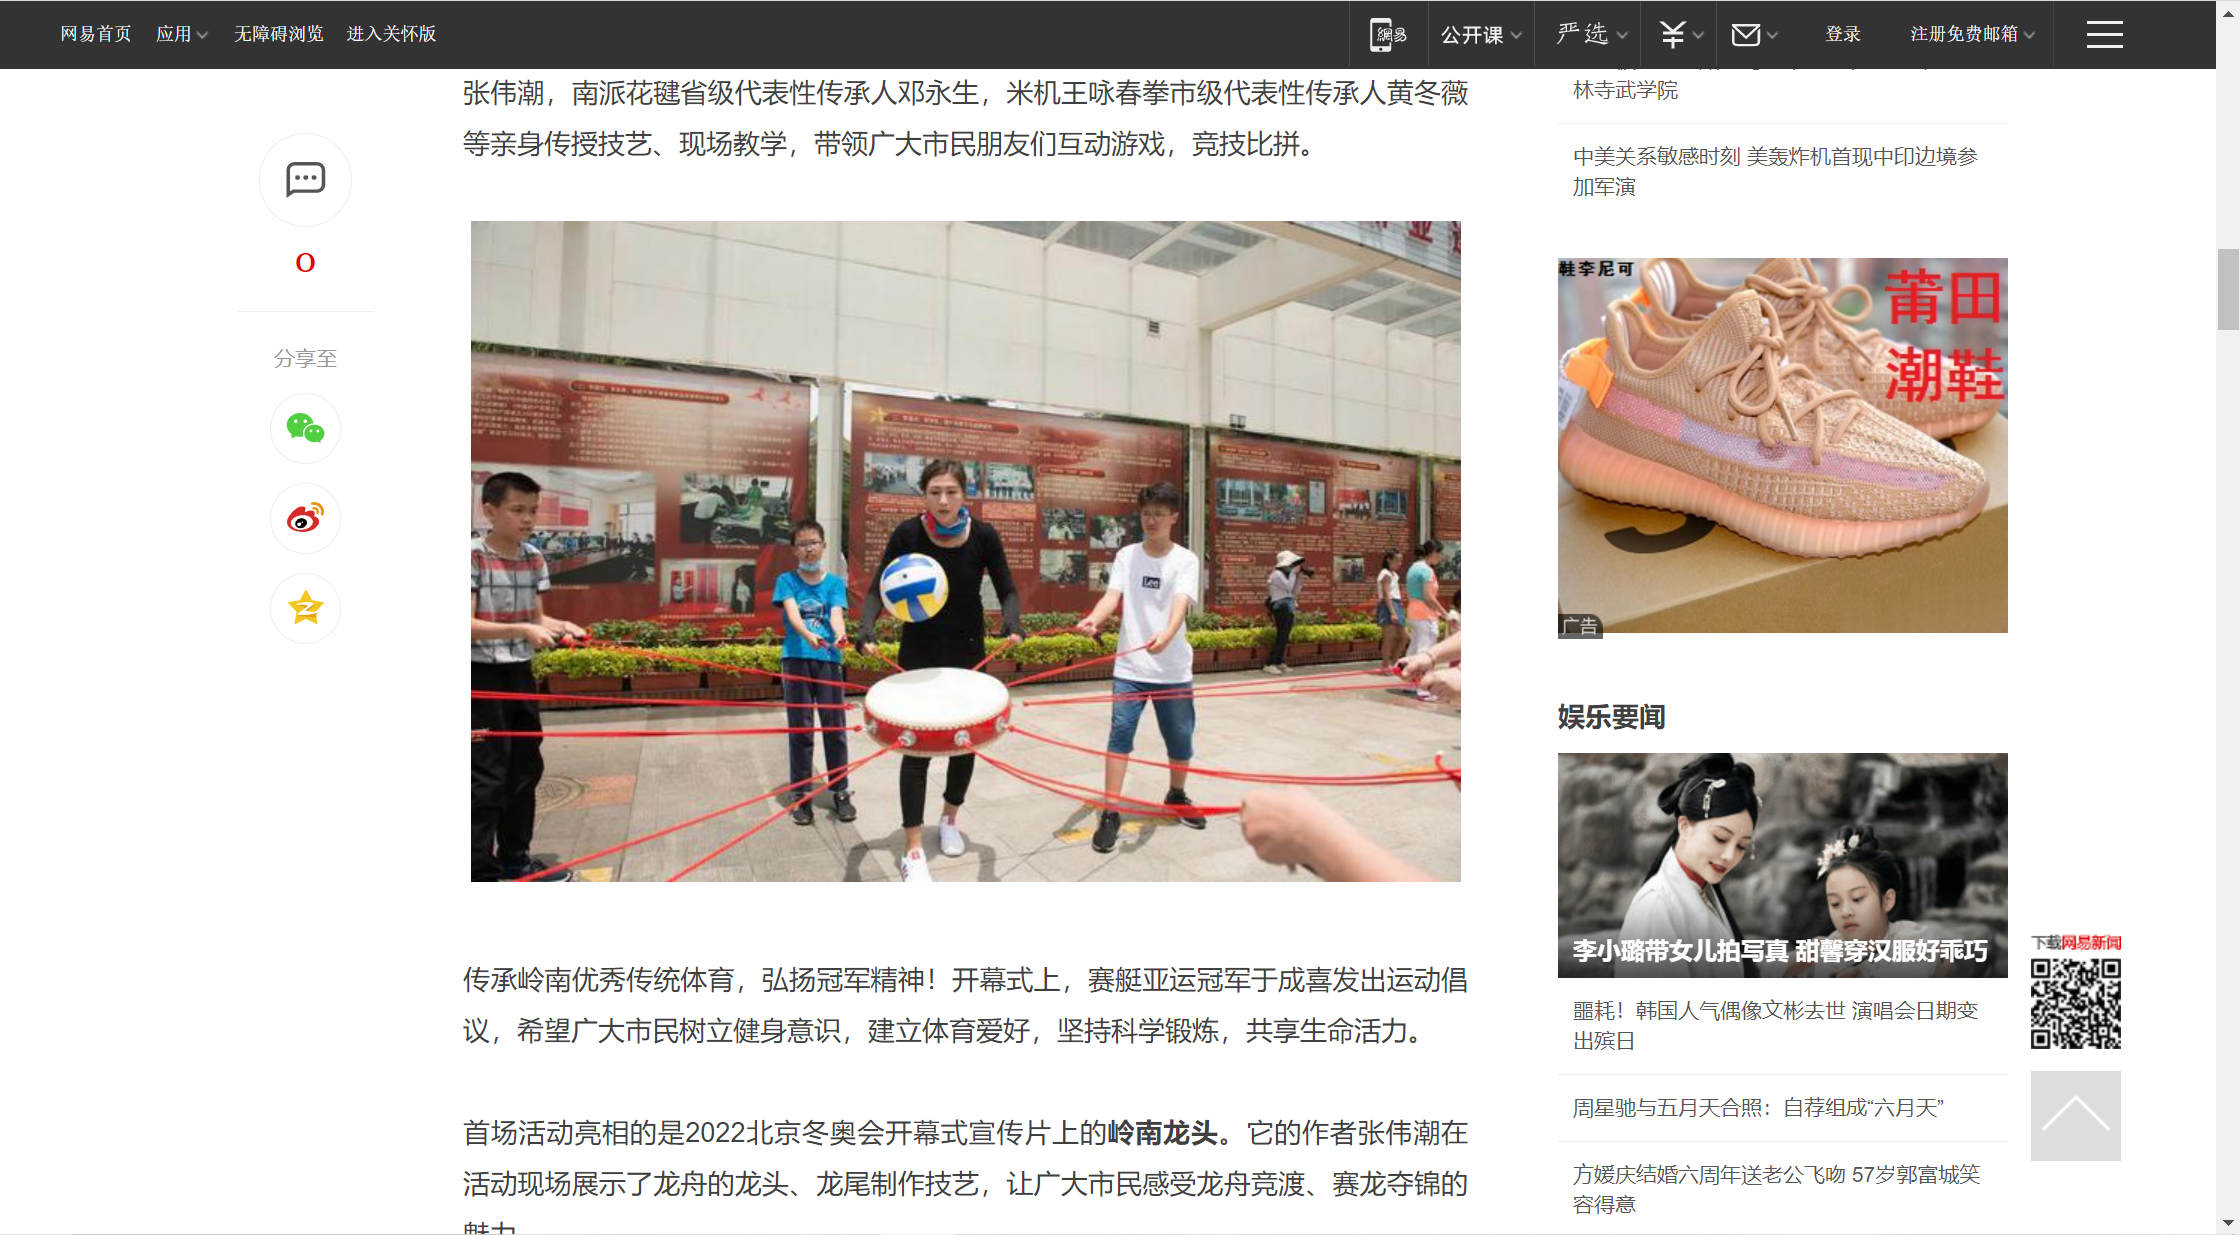 网易首页 应用 无障碍浏览 进入关怀版 網易 公开课 严选 登录 注册免费邮箱
张伟潮，南派花毽省级代表性传承人邓永生，米机王咏春拳市级代表性传承人黄冬薇
等亲身传授技艺、现场教学，带领广大市民朋友们互动游戏，竞技比拼。
0
分享至
Lee
传承岭南优秀传统体育，弘扬冠军精神！开幕式上，赛艇亚运冠军于成喜发出运动倡
议，希望广大市民树立健身意识，建立体育爱好，坚持科学锻炼，共享生命活力。
首场活动亮相的是2022北京冬奥会开幕式宣传片上的岭南龙头。它的作者张伟潮在
活动现场展示了龙舟的龙头、龙尾制作技艺，让广大市民感受龙舟竞渡、赛龙夺锦的
魅力
林寺武学院
中美关系敏感时刻 美轰炸机首现中印边境参
加军演
鞋李尼可
莆田
潮鞋
广告
娱乐要闻
李小璐带女儿拍写真 甜馨穿汉服好乖巧
噩耗！韩国人气偶像文彬去世 演唱会日期变
出殡日
周星驰与五月天合照：自荐组成“六月天”
方媛庆结婚六周年送老公飞吻 57岁郭富城笑
容得意
下载网易新闻